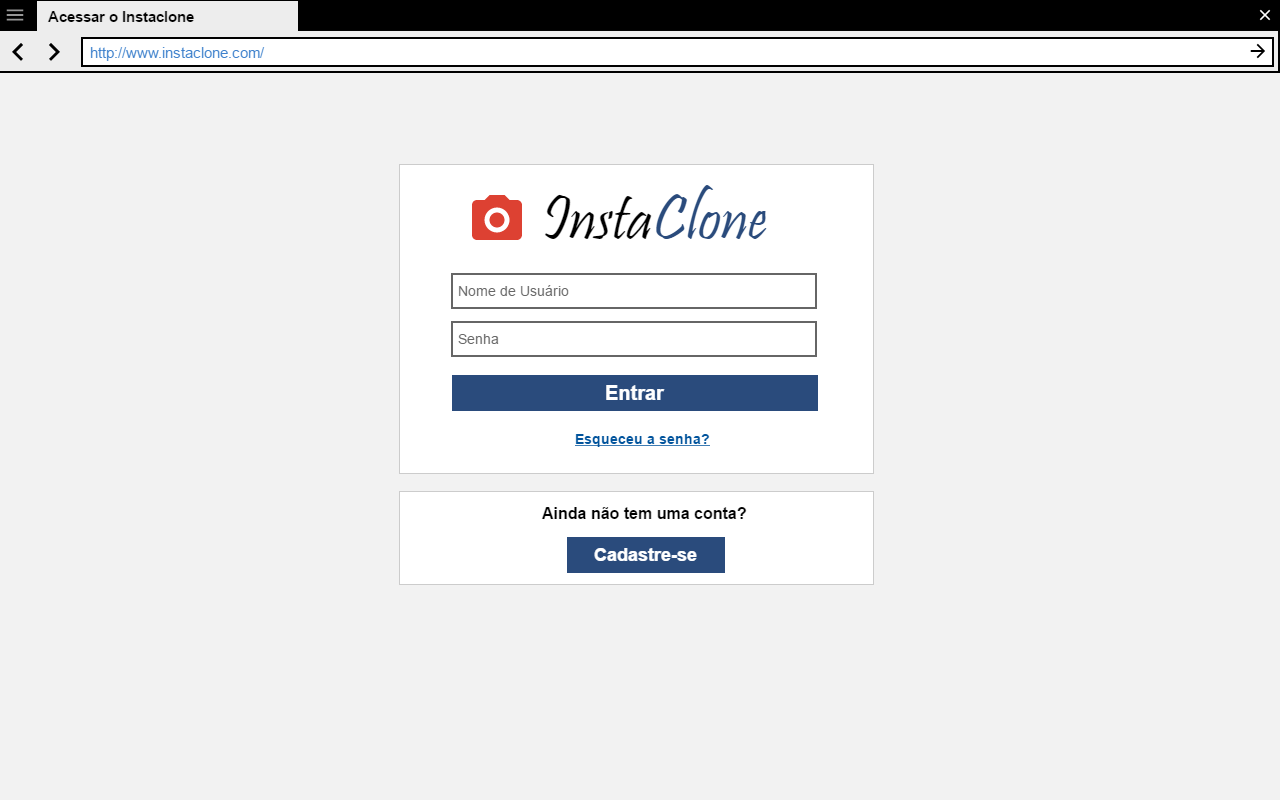 Acessar o Instaclone
http://www.instaclone.com/
InstaClone
Nome de Usuário
Senha
Entrar
Esqueceu a senha?
Ainda não tem uma conta?
Cadastre-se